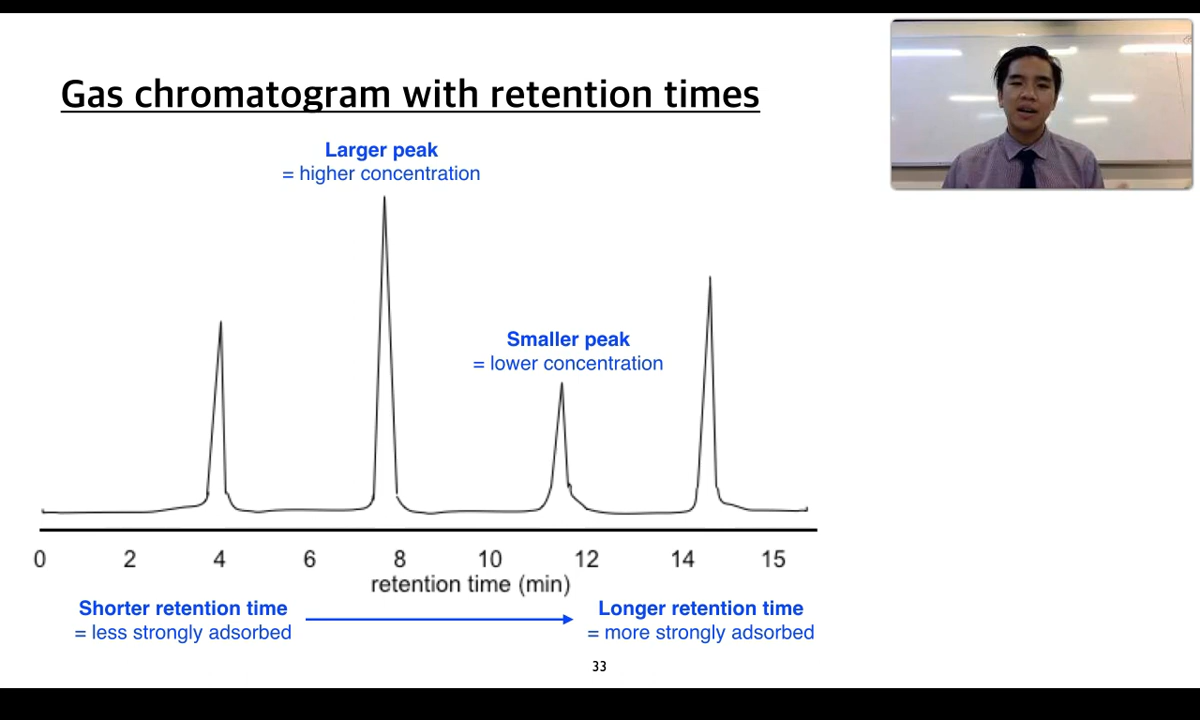 Gas chromatogram with retention times
Larger peak
= higher concentration
Smaller peak
= lower concentration
0 2 4 6 8 10 12 14 15
retention time (min)
Shorter retention time
= less strongly adsorbed
Longer retention time
= more strongly adsorbed
33